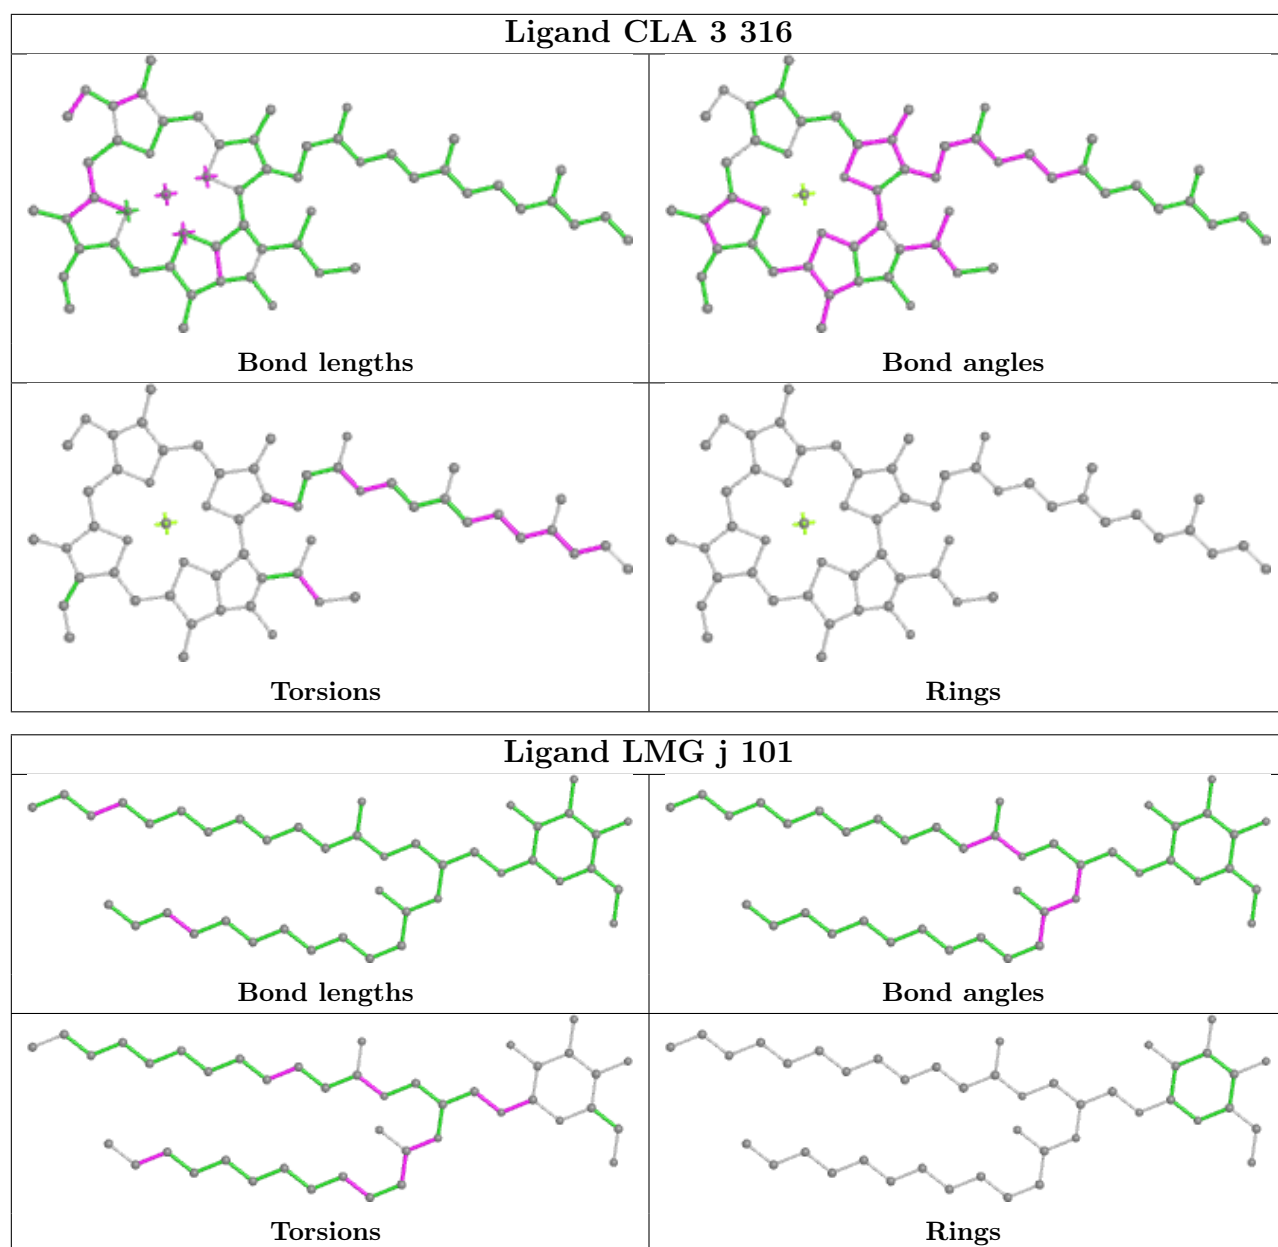 Ligand CLA 3 316
Bond lengths
Bond angles
Torsions
Rings
Ligand LMG j 101
Bond lengths
Bond angles
Torsions
Rings